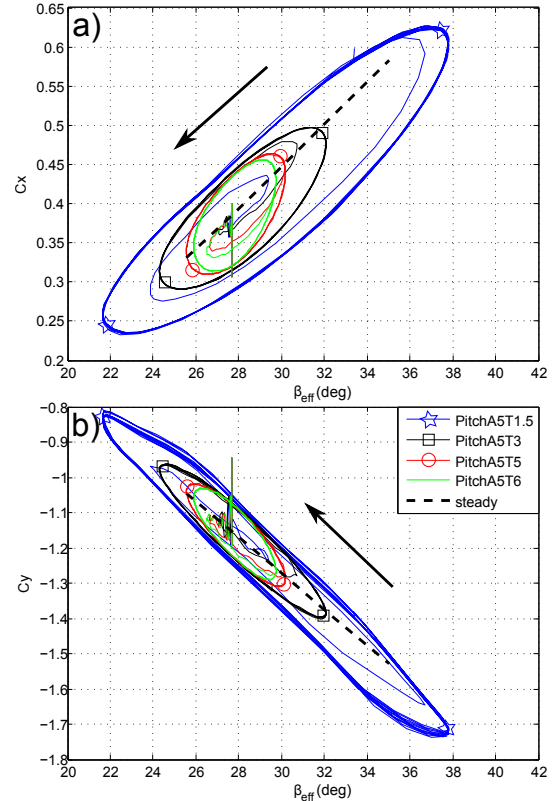 a)
0.65
0.6
0.55
0.5
0.45
0.4
0.35
0.3
0.25
0.2
Cx
20 22 24 26 28 30 32 34 36 38 40 42
βeff(deg)
b)
−0.8
−0.9
−1
−1.1
−1.2
−1.3
−1.4
−1.5
−1.6
−1.7
−1.8
Cy
PitchA5T1.5
PitchA5T3
PitchA5T5
PitchA5T6
steady
20 22 24 26 28 30 32 34 36 38 40 42
βeff(deg)